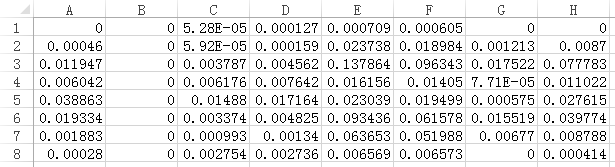 A B C D E F G H
1 0 0 5.28E-05 0.000127 0.000709 0.000605 0 0
2 0.00046 0 5.92E-05 0.000159 0.023738 0.018984 0.001213 0.0087
3 0.011947 0 0.003787 0.004562 0.137864 0.096343 0.017522 0.077783
4 0.006042 0 0.006176 0.007642 0.016156 0.01405 7.71E-05 0.011022
5 0.038863 0 0.01488 0.017164 0.023039 0.019499 0.000575 0.027615
6 0.019334 0 0.003374 0.004825 0.093436 0.061578 0.015519 0.039774
7 0.001883 0 0.000993 0.00134 0.063653 0.051988 0.00677 0.008788
8 0.00028 0 0.002754 0.002736 0.006569 0.006573 0 0.000414